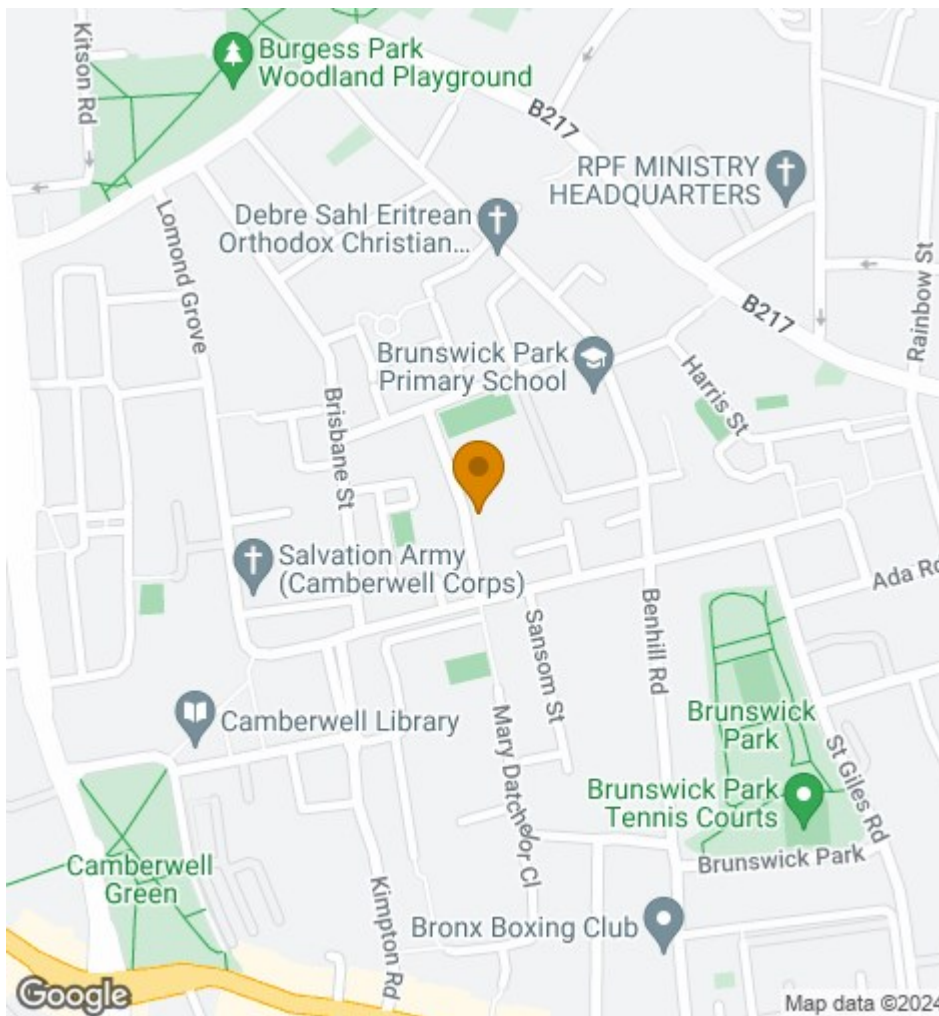 Kitson Rd
Burgess Park
Woodland Playground
B217
RPF MINISTRY
HEADQUARTERS
Debre Sahl Eritrean
Orthodox Christian...
Lomond Grove
Rainbow St
B217
Brunswick Park
Primary School
Harris St
Brisbane St
Salvation Army
(Camberwell Corps)
Ada Ro
Sansom St
Benhill Rd
Camberwell Library
Mary Datchelor Cl
Brunswick
Park
St Giles Rd
Brunswick Park
Tennis Courts
Brunswick Park
Camberwell
Green
Kimpton Rd
Bronx Boxing Club
Google
Map data ©2024